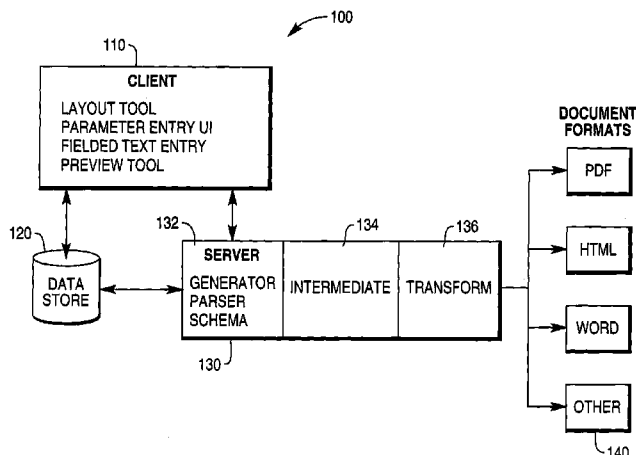 100
110
CLIENT
LAYOUT TOOL
PARAMETER ENTRY UI
FIELDED TEXT ENTRY
PREVIEW TOOL
DOCUMENT
FORMATS
PDF
HTML
WORD
OTHER
140
120
DATA
STORE
132
134
136
SERVER
GENERATOR
PARSER
SCHEMA
INTERMEDIATE
TRANSFORM
130